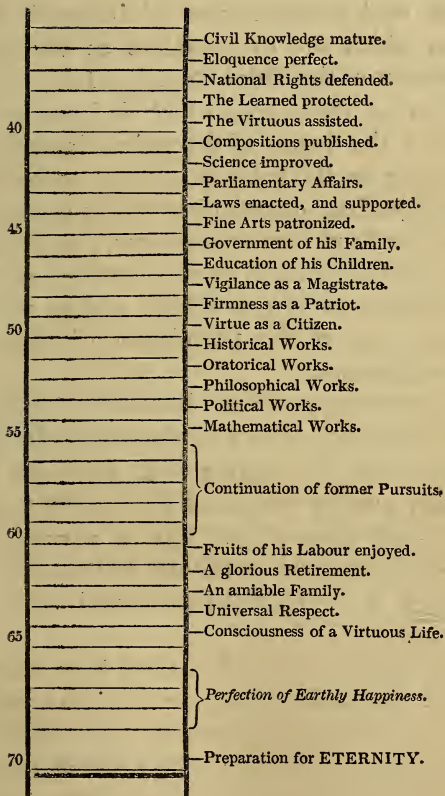 Civil Knowledge mature.
Eloquence perfect.
National Rights defended.
The Learned protected.
40 The Virtuous assisted.
Compositions published.
Science improved.
Parliamentary Affairs.
Laws enacted, and supported.
45 Fine Arts patronized.
Government of his Family.
Education of his Children.
Vigilance as a Magistrate.
Firmness as a Patriot.
50 Virtue as a Citizen.
Historical Works.
Oratorical Works.
Philosophical Works.
Political Works.
55 Mathematical Works.
Continuation of former Pursuits.
60
Fruits of his Labour enjoyed.
A glorious Retirement.
An amiable Family.
Universal Respect.
65 Consciousness of a Virtuous Life.
Perfection of Earthly Happiness.
70 Preparation for ETERNITY.